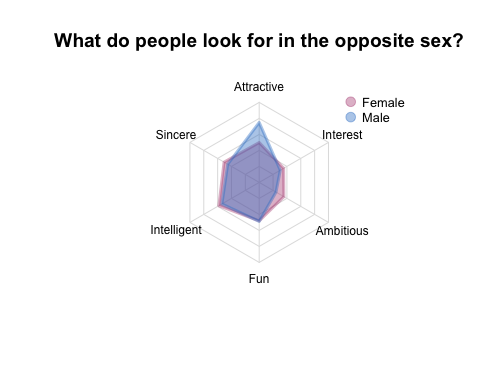 What do people look for in the opposite sex?
Attractive
Female
Male
Sincere
Interest
Intelligent
Ambitious
Fun